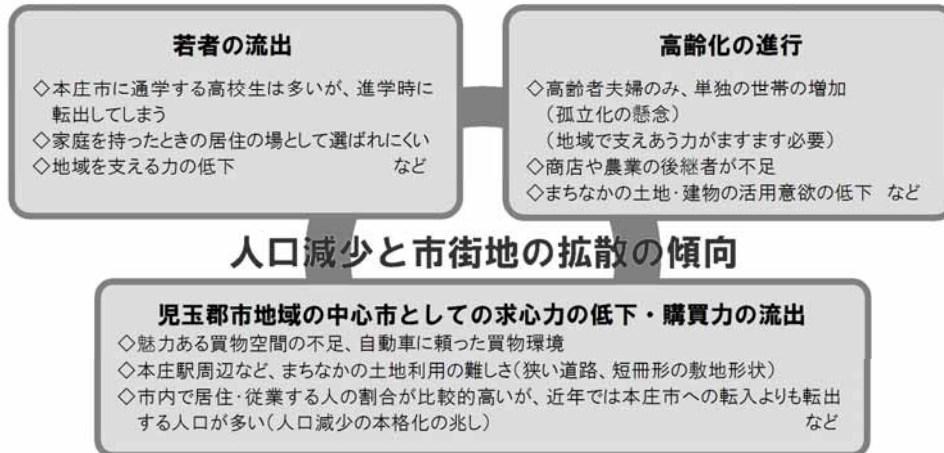 若者の流出
◇本庄市に通学する高校生は多いが、進学時に
転出してしまう
◇家庭を持ったときの居住の場として選ばれにくい
◇地域を支える力の低下 など
高齢化の進行
◇高齢者夫婦のみ、単独の世帯の増加
(孤立化の懸念)
(地域で支えあう力がますます必要)
◇商店や農業の後継者が不足
◇まちなかの土地・建物の活用意欲の低下 など
人口減少と市街地の拡散の傾向
児玉郡市地域の中心市としての求心力の低下・購買力の流出
◇魅力ある買物空間の不足、自動車に頼った買物環境
◇本庄駅周辺など、まちなかの土地利用の難しさ(狭い道路、短冊形の敷地形状)
◇市内で居住・従業する人の割合が比較的高いが、近年では本庄市への転入よりも転出
する人口が多い(人口減少の本格化の兆し) など